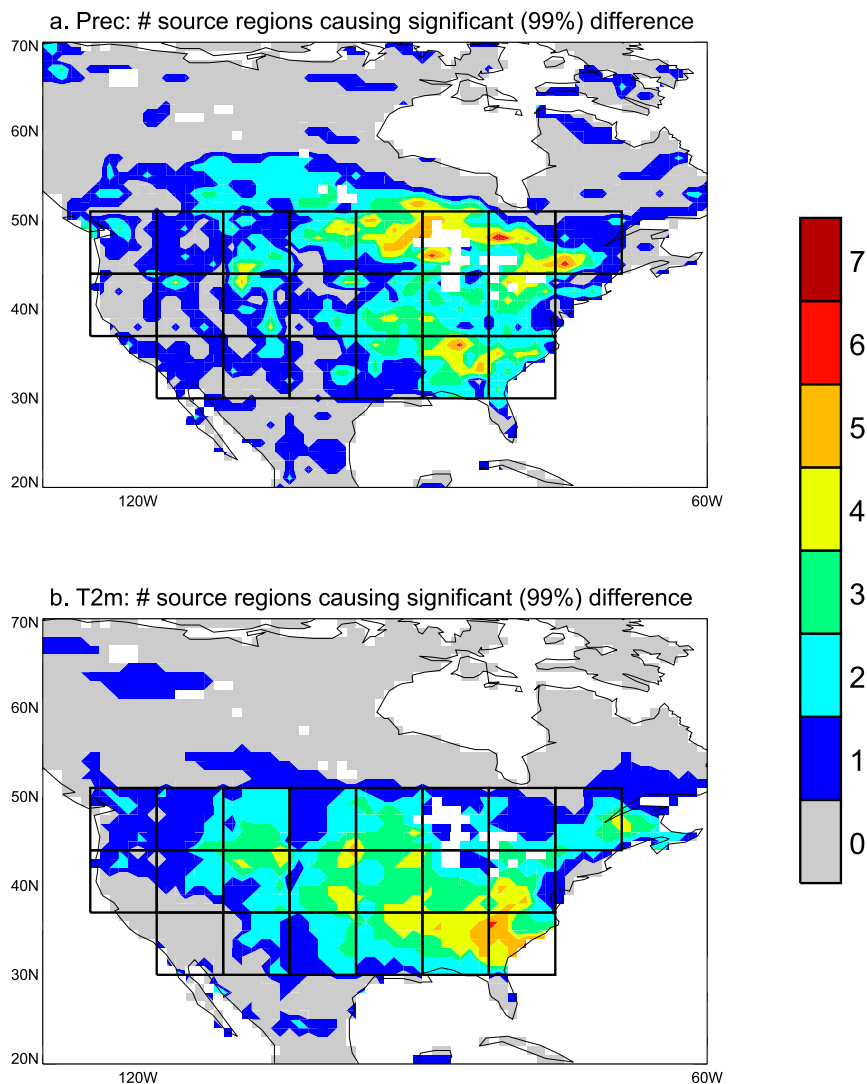 a. Prec: # source regions causing significant (99%) difference
70N
60N
50N
40N
30N
20N
120W
60W
7
6
5
4
3
2
1
0
b. T2m: # source regions causing significant (99%) difference
70N
60N
50N
40N
30N
20N
120W
60W